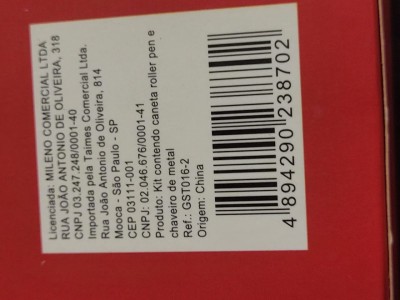 Licenciada: MILENO COMERCIAL LTDA
RUA JOÃO ANTONIO DE OLIVEIRA, 318
CNPJ 03.247.248/0001-40
Importada pela Taimes Comercial Ltda.
Rua João Antonio de Oliveira, 814
Mooca - São Paulo - SP
CEP 03111-001
CNPJ: 02.046.676/0001-41
Produto: Kit contendo caneta roller pen e
chaveiro de metal
Ref.: GST016-2
Origem: China
4 894290 238702